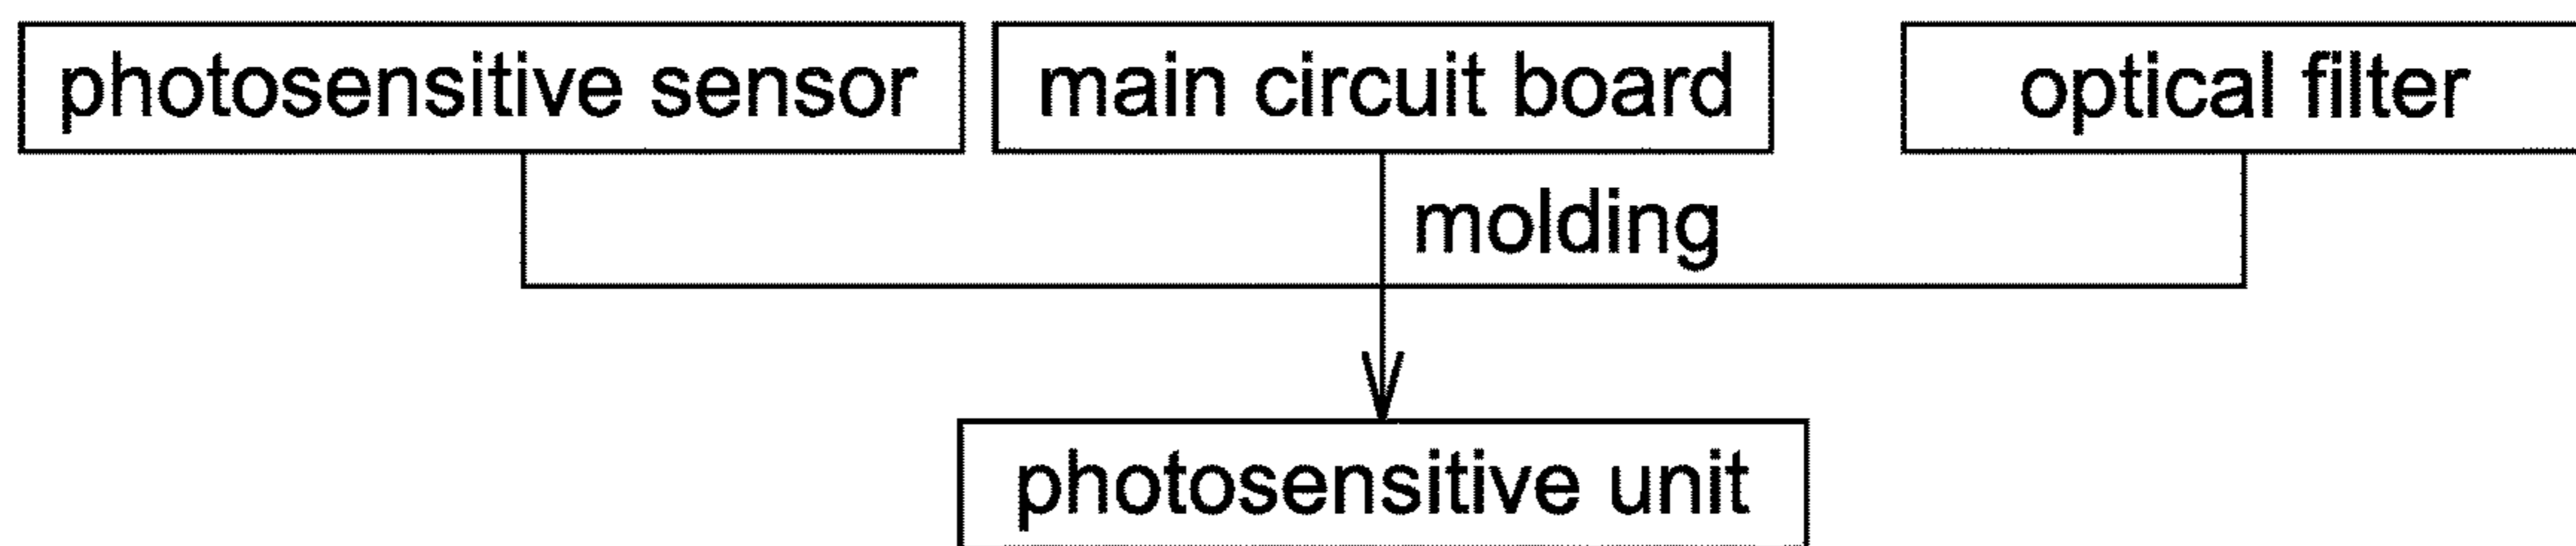 photosensitive sensor
main circuit board
optical filter
molding
photosensitive unit